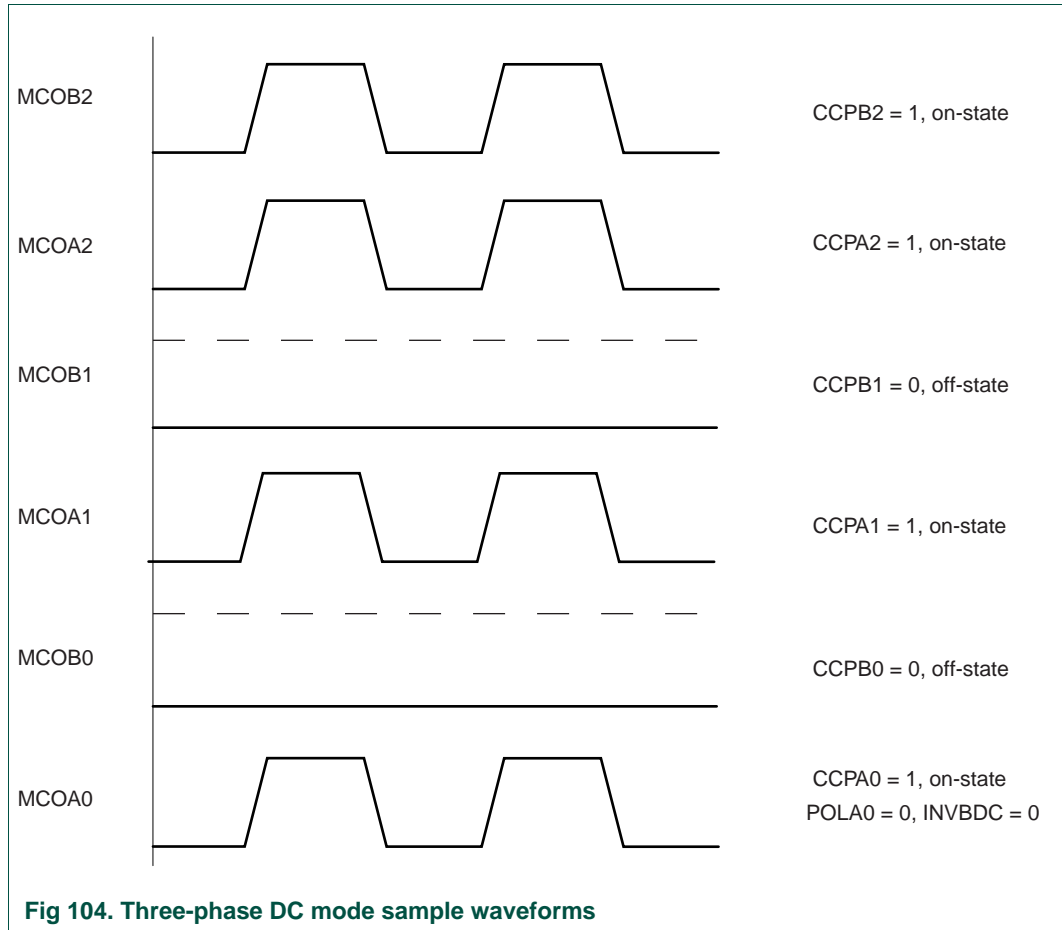 MCOB2
CCPB2 = 1, on-state
MCOA2
CCPA2 = 1, on-state
MCOB1
CCPB1 = 0, off-state
MCOA1
CCPA1 = 1, on-state
MCOB0
CCPB0 = 0, off-state
MCOA0
CCPA0 = 1, on-state
POLA0 = 0, INVBDC = 0
Fig 104. Three-phase DC mode sample waveforms